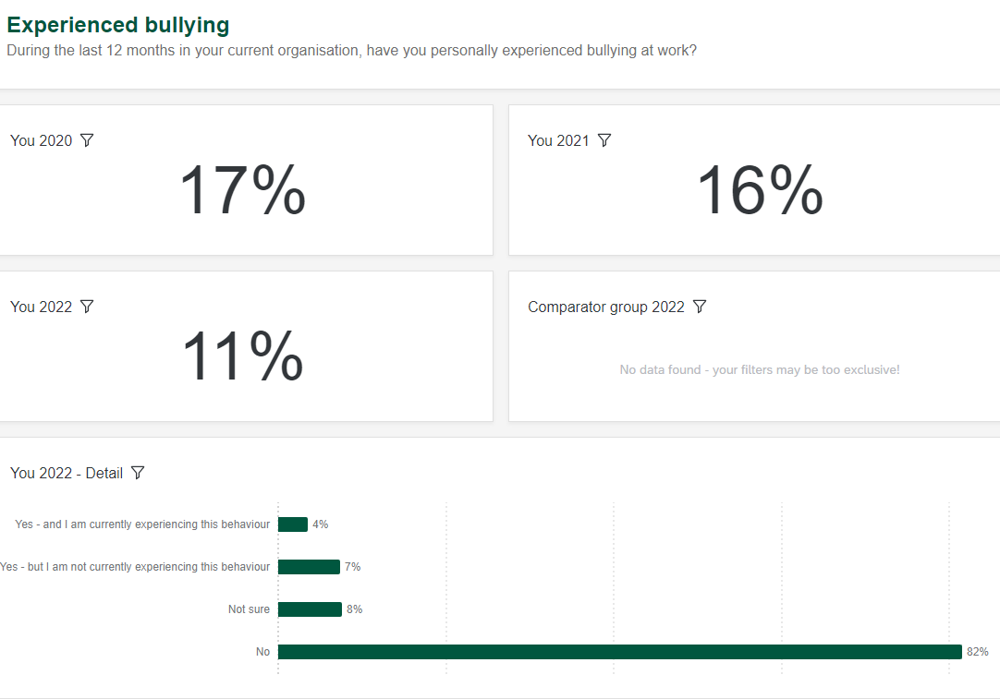 Experienced bullying
During the last 12 months in your current organisation, have you personally experienced bullying at work?
You 2020
17%
You 2021
16%
You 2022
11%
Comparator group 2022
No data found - your filters may be too exclusive!
You 2022 - Detail
Yes - and I am currently experiencing this behaviour 4%
Yes - but I am not currently experiencing this behaviour 7%
Not sure 8%
No 82%